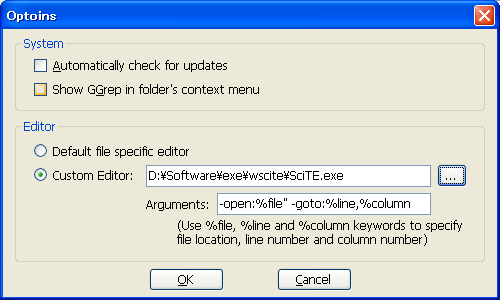 Optoins
System
Automatically check for updates
Show GGrep in folder's context menu
Editor
Default file specific editor
Custom Editor: D:¥Software¥exe¥wscite¥SciTE.exe ...
Arguments: -open:%file" -goto:%line,%column
(Use %file, %line and %column keywords to specify
file location, line number and column number)
OK Cancel